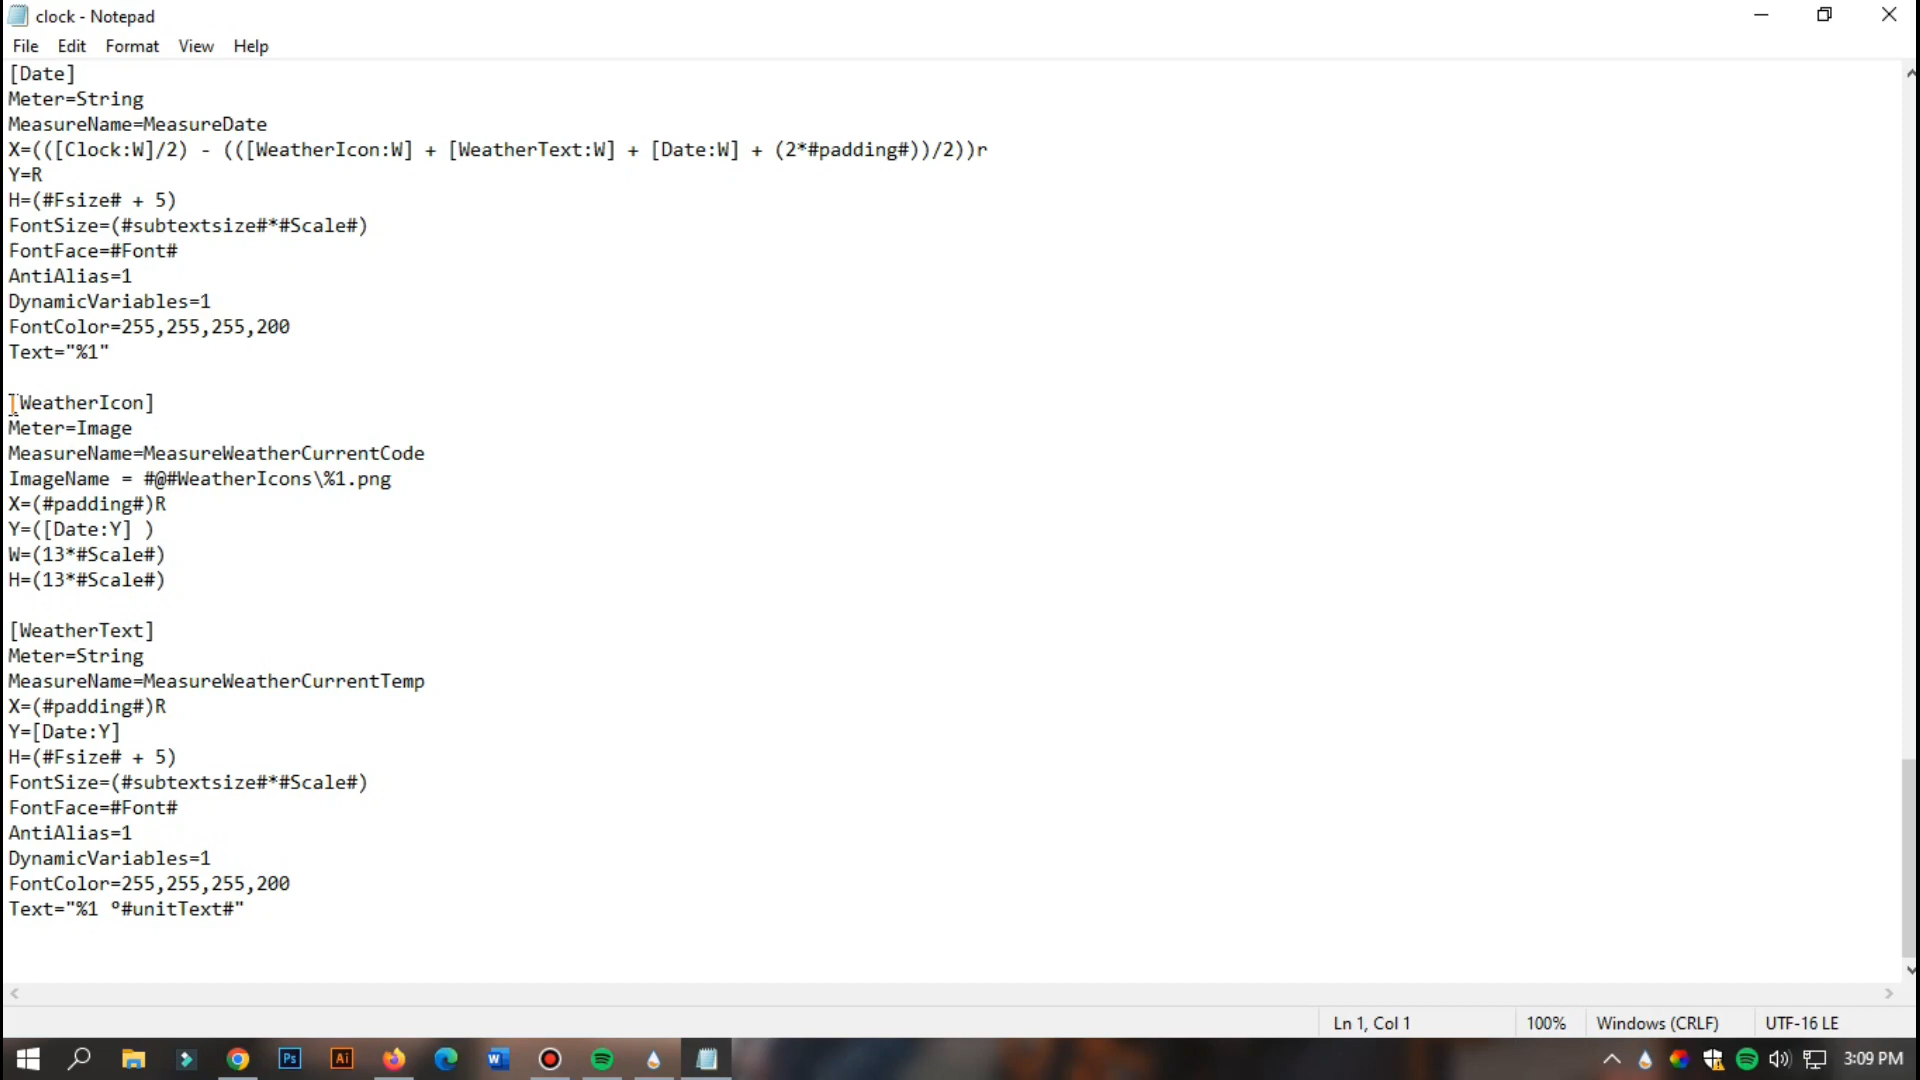 clock - Notepad
File Edit Format View Help
[Date]
Meter=String
MeasureName=MeasureDate
X=(([Clock:W]/2) - (([WeatherIcon:W] + [WeatherText:W] + [Date:W] + (2*#padding#))/2))r
Y=R
H=(#Fsize# + 5)
FontSize=(#subtextsize#*#Scale#)
FontFace=#Font#
AntiAlias=1
DynamicVariables=1
FontColor=255,255,255,200
Text="%1"
[WeatherIcon]
Meter=Image
MeasureName=MeasureWeatherCurrentCode
ImageName = #@#WeatherIcons\%1.png
X=(#padding#)R
Y=([Date:Y] )
W=(13*#Scale#)
H=(13*#Scale#)
[WeatherText]
Meter=String
MeasureName=MeasureWeatherCurrentTemp
X=(#padding#)R
Y=[Date:Y]
H=(#Fsize# + 5)
FontSize=(#subtextsize#*#Scale#)
FontFace=#Font#
AntiAlias=1
DynamicVariables=1
FontColor=255,255,255,200
Text="%1 º#unitText#"
Ln 1, Col 1 100% Windows (CRLF) UTF-16 LE
Ps Ai W 3:09 PM